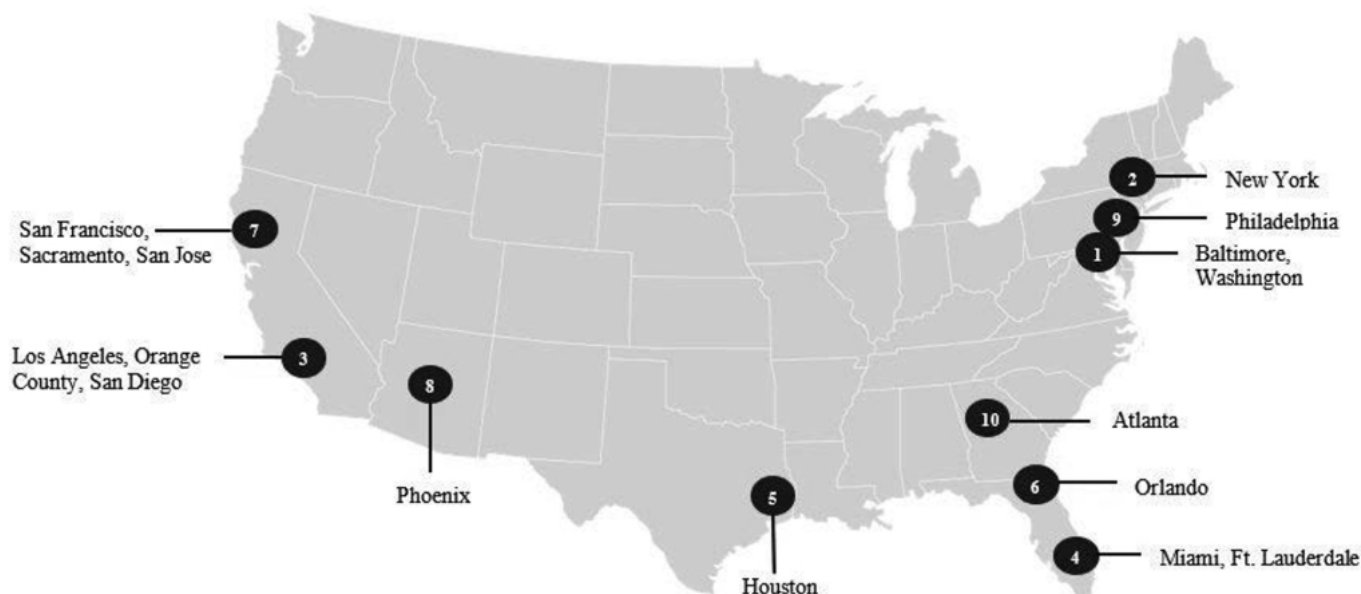 2
New York
9
Philadelphia
1
Baltimore,
Washington
7
San Francisco,
Sacramento, San Jose
3
Los Angeles, Orange
County, San Diego
8
Phoenix
10
Atlanta
6
Orlando
5
Houston
4
Miami, Ft. Lauderdale